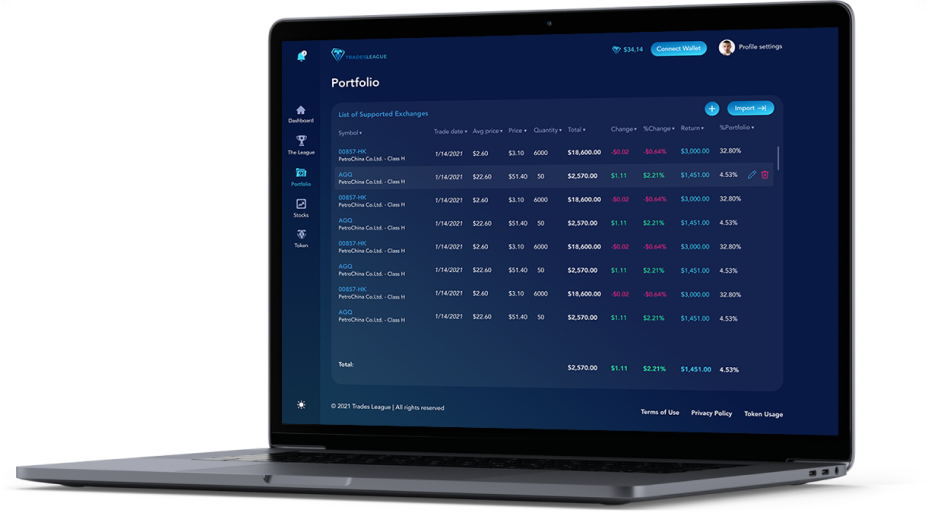 TRADESLEAGUE
$34,14
Connect Wallet
Profile settings
Portfolio
Dashboard
The League
Portfolio
Stocks
Token
List of Supported Exchanges
Import
Symbol Trade date Avg price Price Quantity Total Change %Change Return %Portfolio
00857-HK
PetroChina Co.Ltd. - Class H 1/14/2021 $2.60 $3.10 6000 $18,600.00 -$0.02 -$0.64% $3,000.00 32.80%
AGQ
PetroChina Co.Ltd. - Class H 1/14/2021 $22.60 $51.40 50 $2,570.00 $1.11 $2.21% $1,451.00 4.53%
00857-HK
PetroChina Co.Ltd. - Class H 1/14/2021 $2.60 $3.10 6000 $18,600.00 -$0.02 -$0.64% $3,000.00 32.80%
AGQ
PetroChina Co.Ltd. - Class H 1/14/2021 $22.60 $51.40 50 $2,570.00 $1.11 $2.21% $1,451.00 4.53%
00857-HK
PetroChina Co.Ltd. - Class H 1/14/2021 $2.60 $3.10 6000 $18,600.00 -$0.02 -$0.64% $3,000.00 32.80%
AGQ
PetroChina Co.Ltd. - Class H 1/14/2021 $22.60 $51.40 50 $2,570.00 $1.11 $2.21% $1,451.00 4.53%
00857-HK
PetroChina Co.Ltd. - Class H 1/14/2021 $2.60 $3.10 6000 $18,600.00 -$0.02 -$0.64% $3,000.00 32.80%
AGQ
PetroChina Co.Ltd. - Class H 1/14/2021 $22.60 $51.40 50 $2,570.00 $1.11 $2.21% $1,451.00 4.53%
Total: $2,570.00 $1.11 $2.21% $1,451.00 4.53%
© 2021 Trades League | All rights reserved
Terms of Use Privacy Policy Token Usage